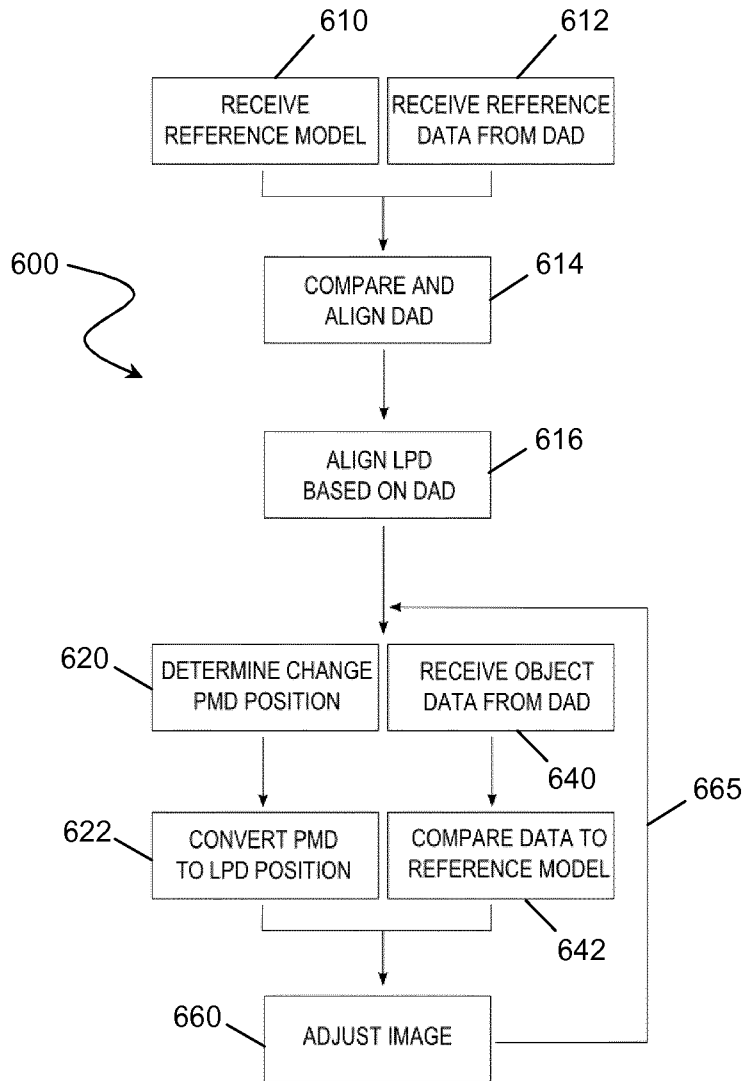 610
612
RECEIVE
REFERENCE MODEL
RECEIVE REFERENCE
DATA FROM DAD
600
614
COMPARE AND
ALIGN DAD
616
ALIGN LPD
BASED ON DAD
620
DETERMINE CHANGE
PMD POSITION
RECEIVE OBJECT
DATA FROM DAD
640
665
622
CONVERT PMD
TO LPD POSITION
COMPARE DATA TO
REFERENCE MODEL
642
660
ADJUST IMAGE